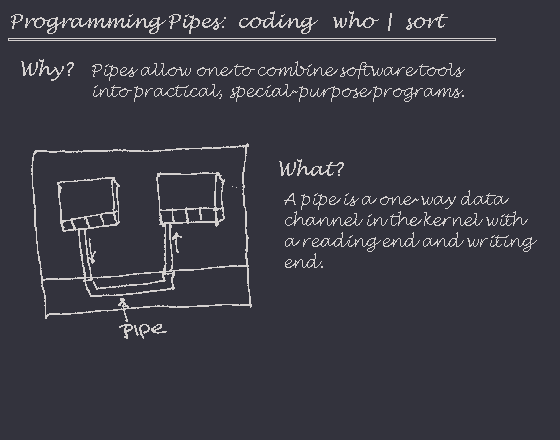 Programming Pipes: coding who | sort
Why? Pipes allow one to combine software tools
into practical, special-purpose programs.
What?
A pipe is a one-way data
channel in the kernel with
a reading end and writing
end.
pipe